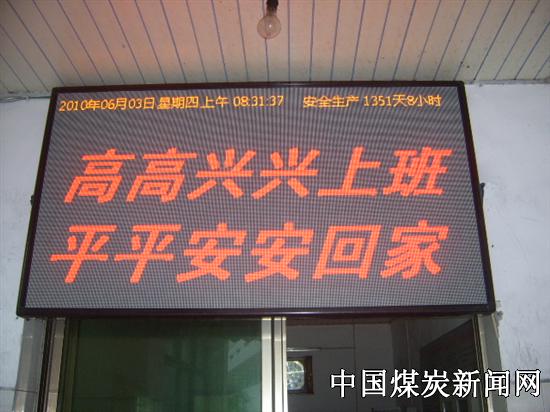 2010年06月03日星期四上午 08:31:37 安全生产 1351天8小时
高高兴兴上班
平平安安回家
中国煤炭新闻网